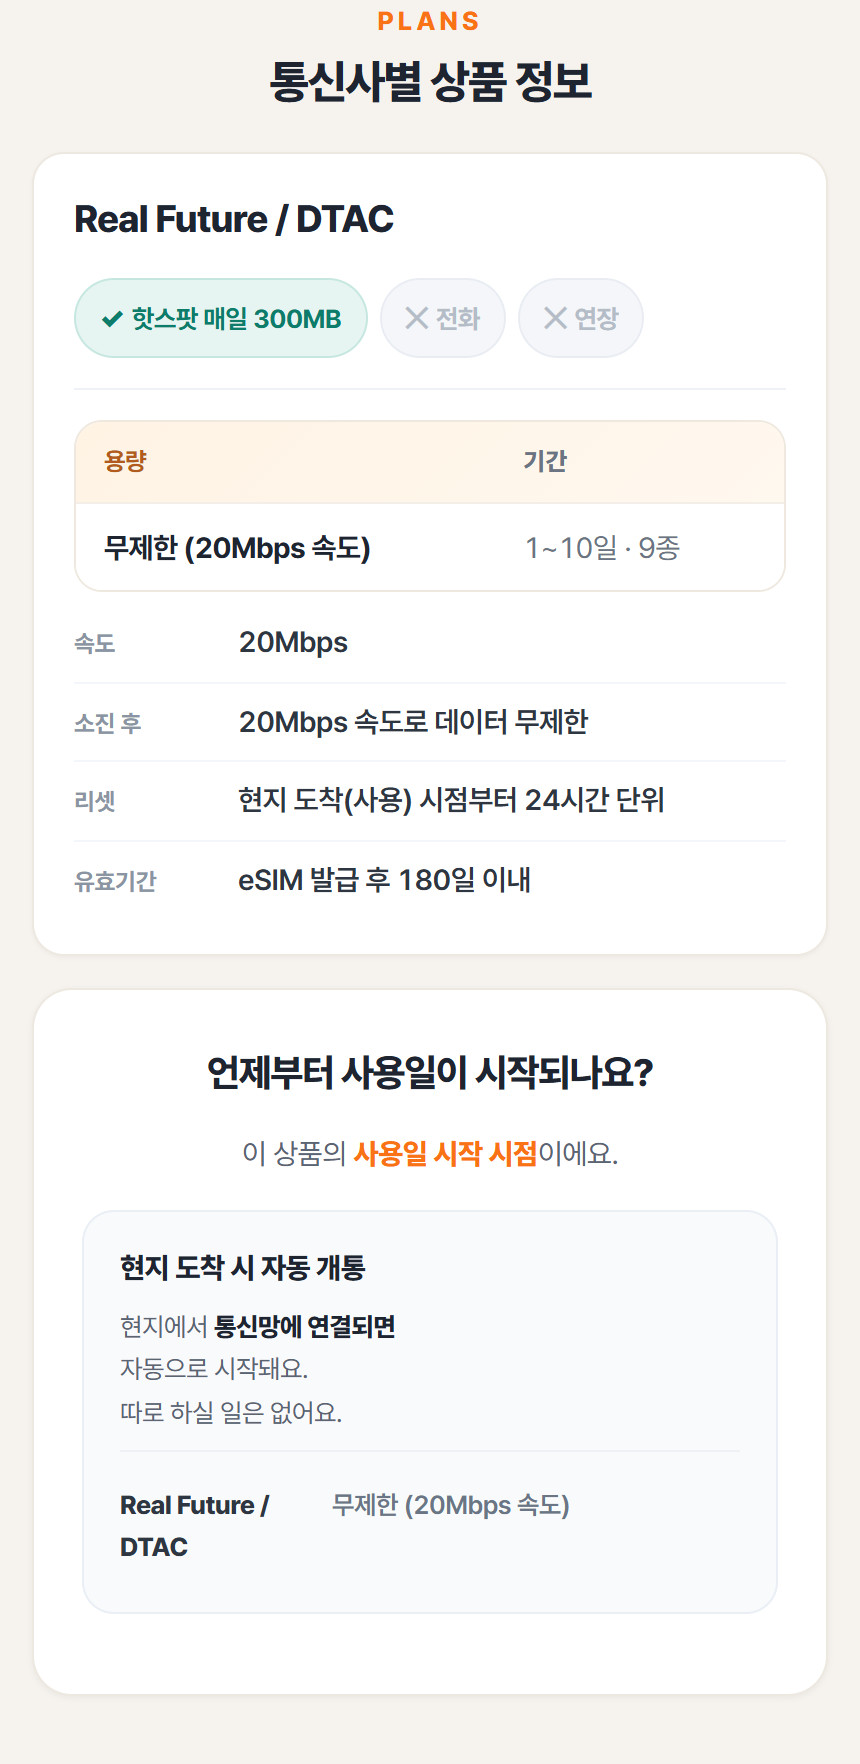 PLANS
통신사별 상품 정보
Real Future / DTAC
✓ 핫스팟 매일 300MB
✕ 전화
✕ 연장
용량 기간
무제한 (20Mbps 속도) 1~10일 · 9종
속도 20Mbps
소진 후 20Mbps 속도로 데이터 무제한
리셋 현지 도착(사용) 시점부터 24시간 단위
유효기간 eSIM 발급 후 180일 이내
언제부터 사용일이 시작되나요?
이 상품의 사용일 시작 시점이에요.
현지 도착 시 자동 개통
현지에서 통신망에 연결되면
자동으로 시작돼요.
따로 하실 일은 없어요.
Real Future / 무제한 (20Mbps 속도)
DTAC